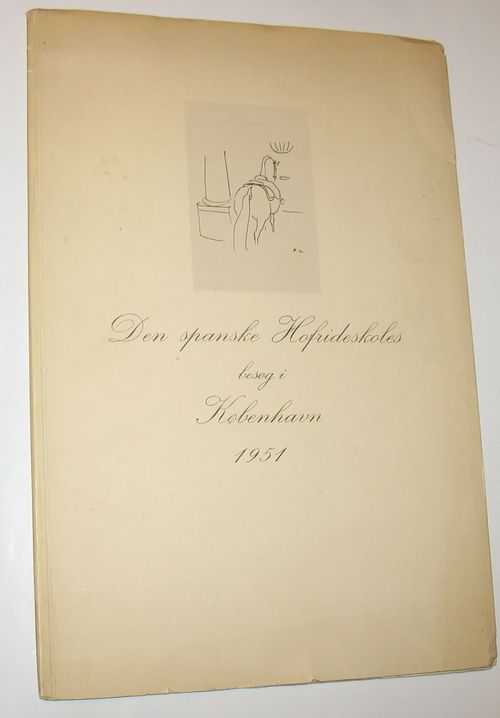 Den spanske Hofrideskoles
besøg i
København
1951